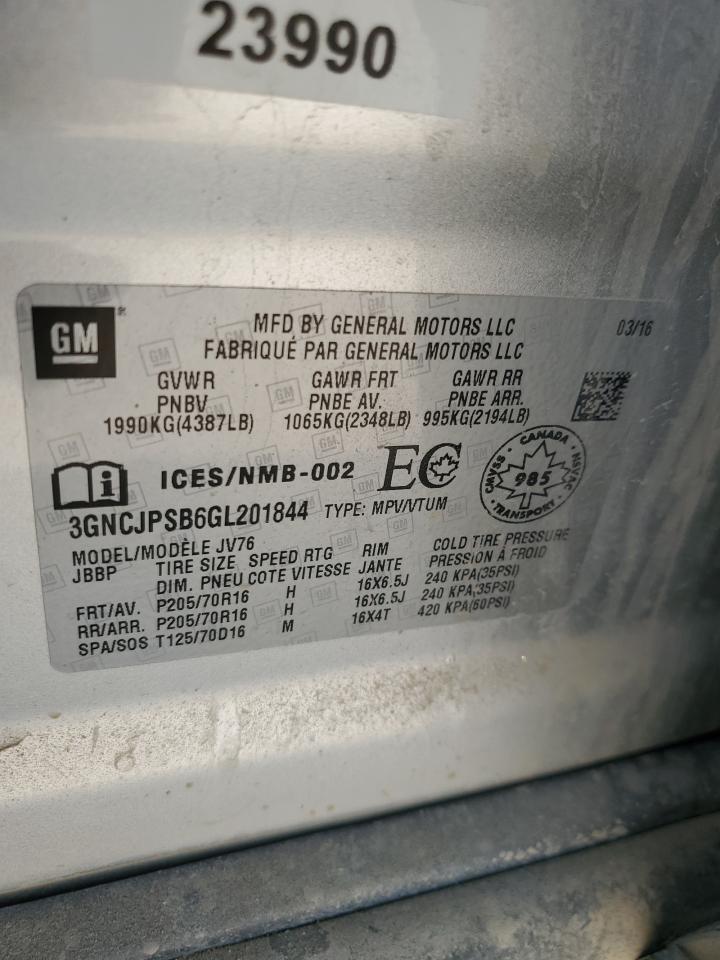 23990
GM
MFD BY GENERAL MOTORS LLC 03/16
FABRIQUÉ PAR GENERAL MOTORS LLC
GVWR GAWR FRT GAWR RR
PNBV PNBE AV. PNBE ARR.
1990KG(4387LB) 1065KG(2348LB) 995KG(2194LB)
ICES/NMB-002 EC
CANADA
CMVSS 985 NSVAC
TRANSPORT
3GNCJPSB6GL201844 TYPE: MPV/VTUM
MODEL/MODÈLE JV76
JBBP TIRE SIZE SPEED RTG RIM COLD TIRE PRESSURE
DIM. PNEU COTE VITESSE JANTE PRESSION À FROID
FRT/AV. P205/70R16 H 16X6.5J 240 KPA(35PSI)
RR/ARR. P205/70R16 H 16X6.5J 240 KPA(35PSI)
SPA/SOS T125/70D16 M 16X4T 420 KPA(60PSI)